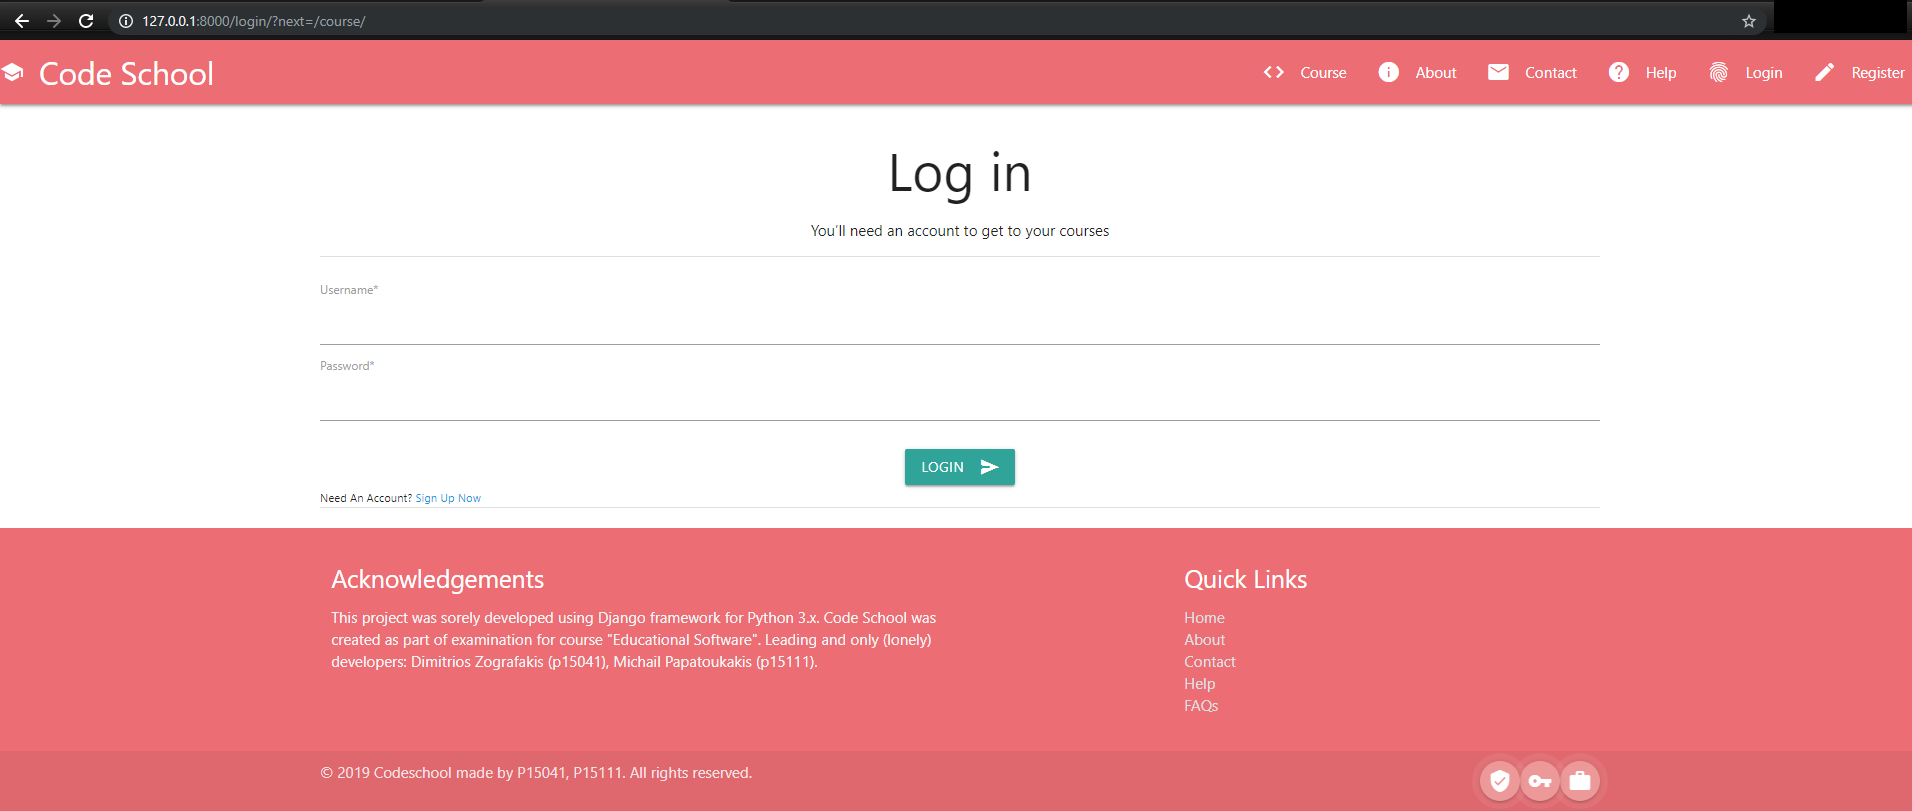 127.0.0.1:8000/login/?next=/course/
Code School
Course
About
Contact
Help
Login
Register
Log in
You'll need an account to get to your courses
Username*
Password*
LOGIN
Need An Account? Sign Up Now
Acknowledgements
This project was sorely developed using Django framework for Python 3.x. Code School was
created as part of examination for course "Educational Software". Leading and only (lonely)
developers: Dimitrios Zografakis (p15041), Michail Papatoukakis (p15111).
Quick Links
Home
About
Contact
Help
FAQs
© 2019 Codeschool made by P15041, P15111. All rights reserved.